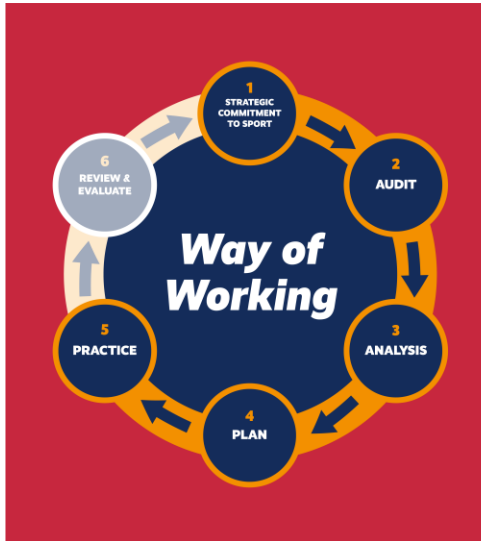 1
STRATEGIC
COMMITMENT
TO SPORT
2
AUDIT
3
ANALYSIS
4
PLAN
5
PRACTICE
6
REVIEW &
EVALUATE
Way of
Working